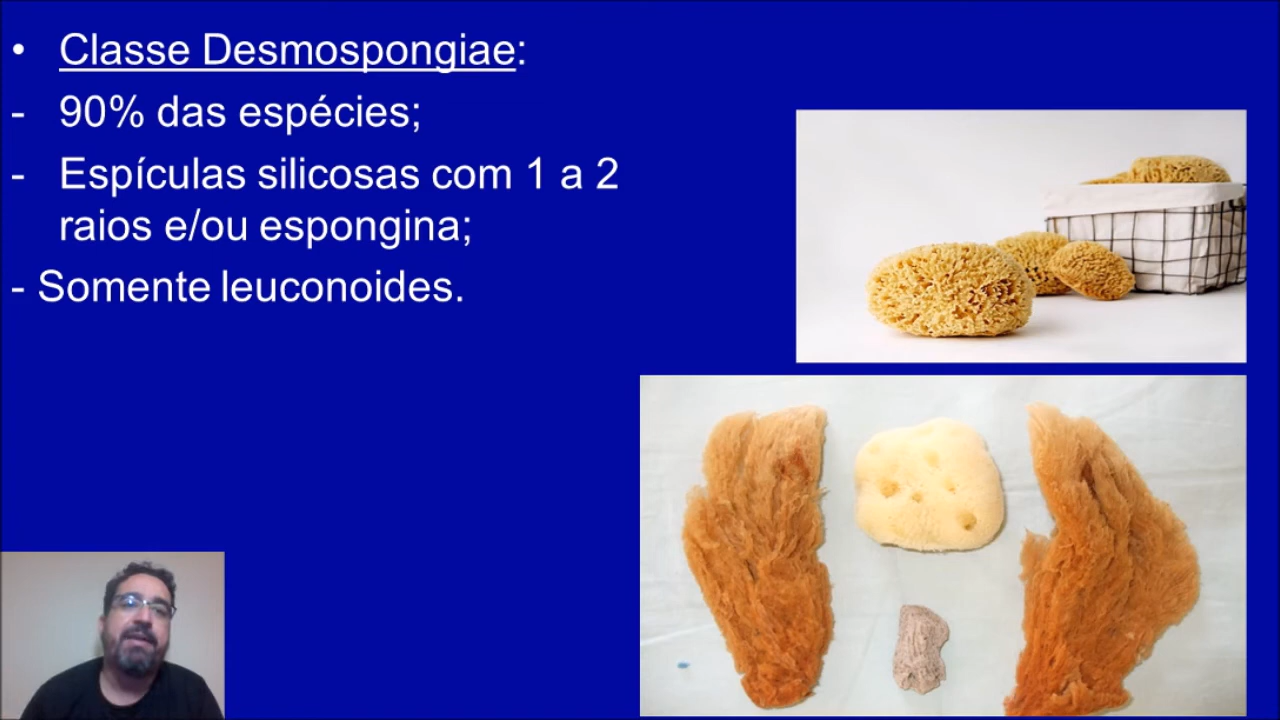 • Classe Desmospongiae:
- 90% das espécies;
- Espículas silicosas com 1 a 2
raios e/ou espongina;
- Somente leuconoides.